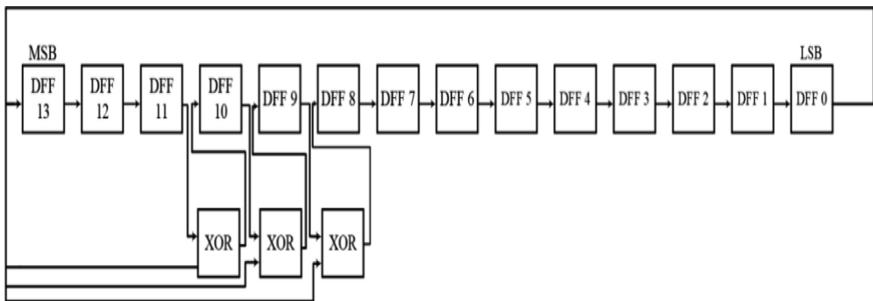 MSB
LSB
DFF
13
DFF
12
DFF
11
DFF
10
DFF 9
DFF 8
DFF 7
DFF 6
DFF 5
DFF 4
DFF 3
DFF 2
DFF 1
DFF 0
XOR
XOR
XOR